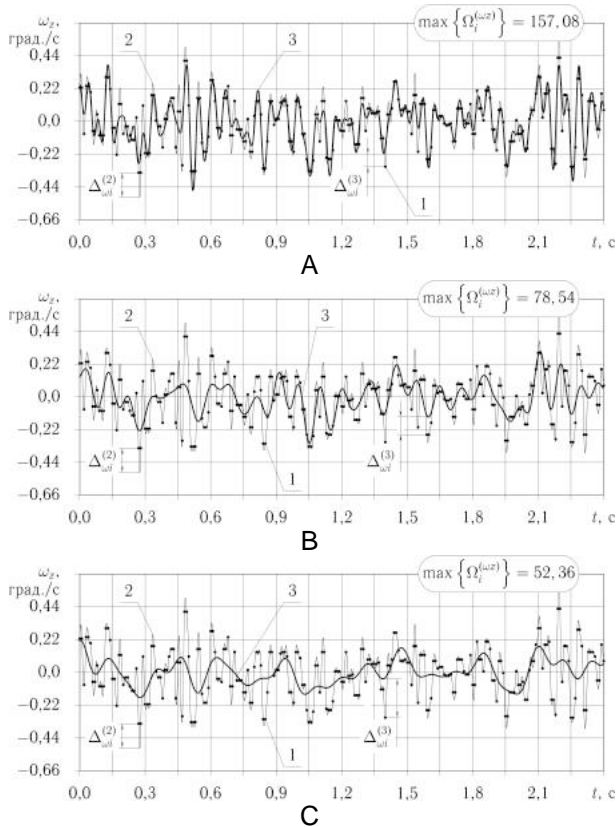 ω_z,
град./с
2
3
max {Ω_i^(ωz)} = 157,08
0,44
0,22
0,0
−0,22
−0,44
−0,66
Δ_ωi^(2)
Δ_ωi^(3)
1
0,0 0,3 0,6 0,9 1,2 1,5 1,8 2,1 t, с
A
ω_z,
град./с
2
3
max {Ω_i^(ωz)} = 78,54
0,44
0,22
0,0
−0,22
−0,44
−0,66
Δ_ωi^(2)
1
Δ_ωi^(3)
0,0 0,3 0,6 0,9 1,2 1,5 1,8 2,1 t, с
B
ω_z,
град./с
2
3
max {Ω_i^(ωz)} = 52,36
0,44
0,22
0,0
−0,22
−0,44
−0,66
Δ_ωi^(2)
1
Δ_ωi^(3)
0,0 0,3 0,6 0,9 1,2 1,5 1,8 2,1 t, с
C